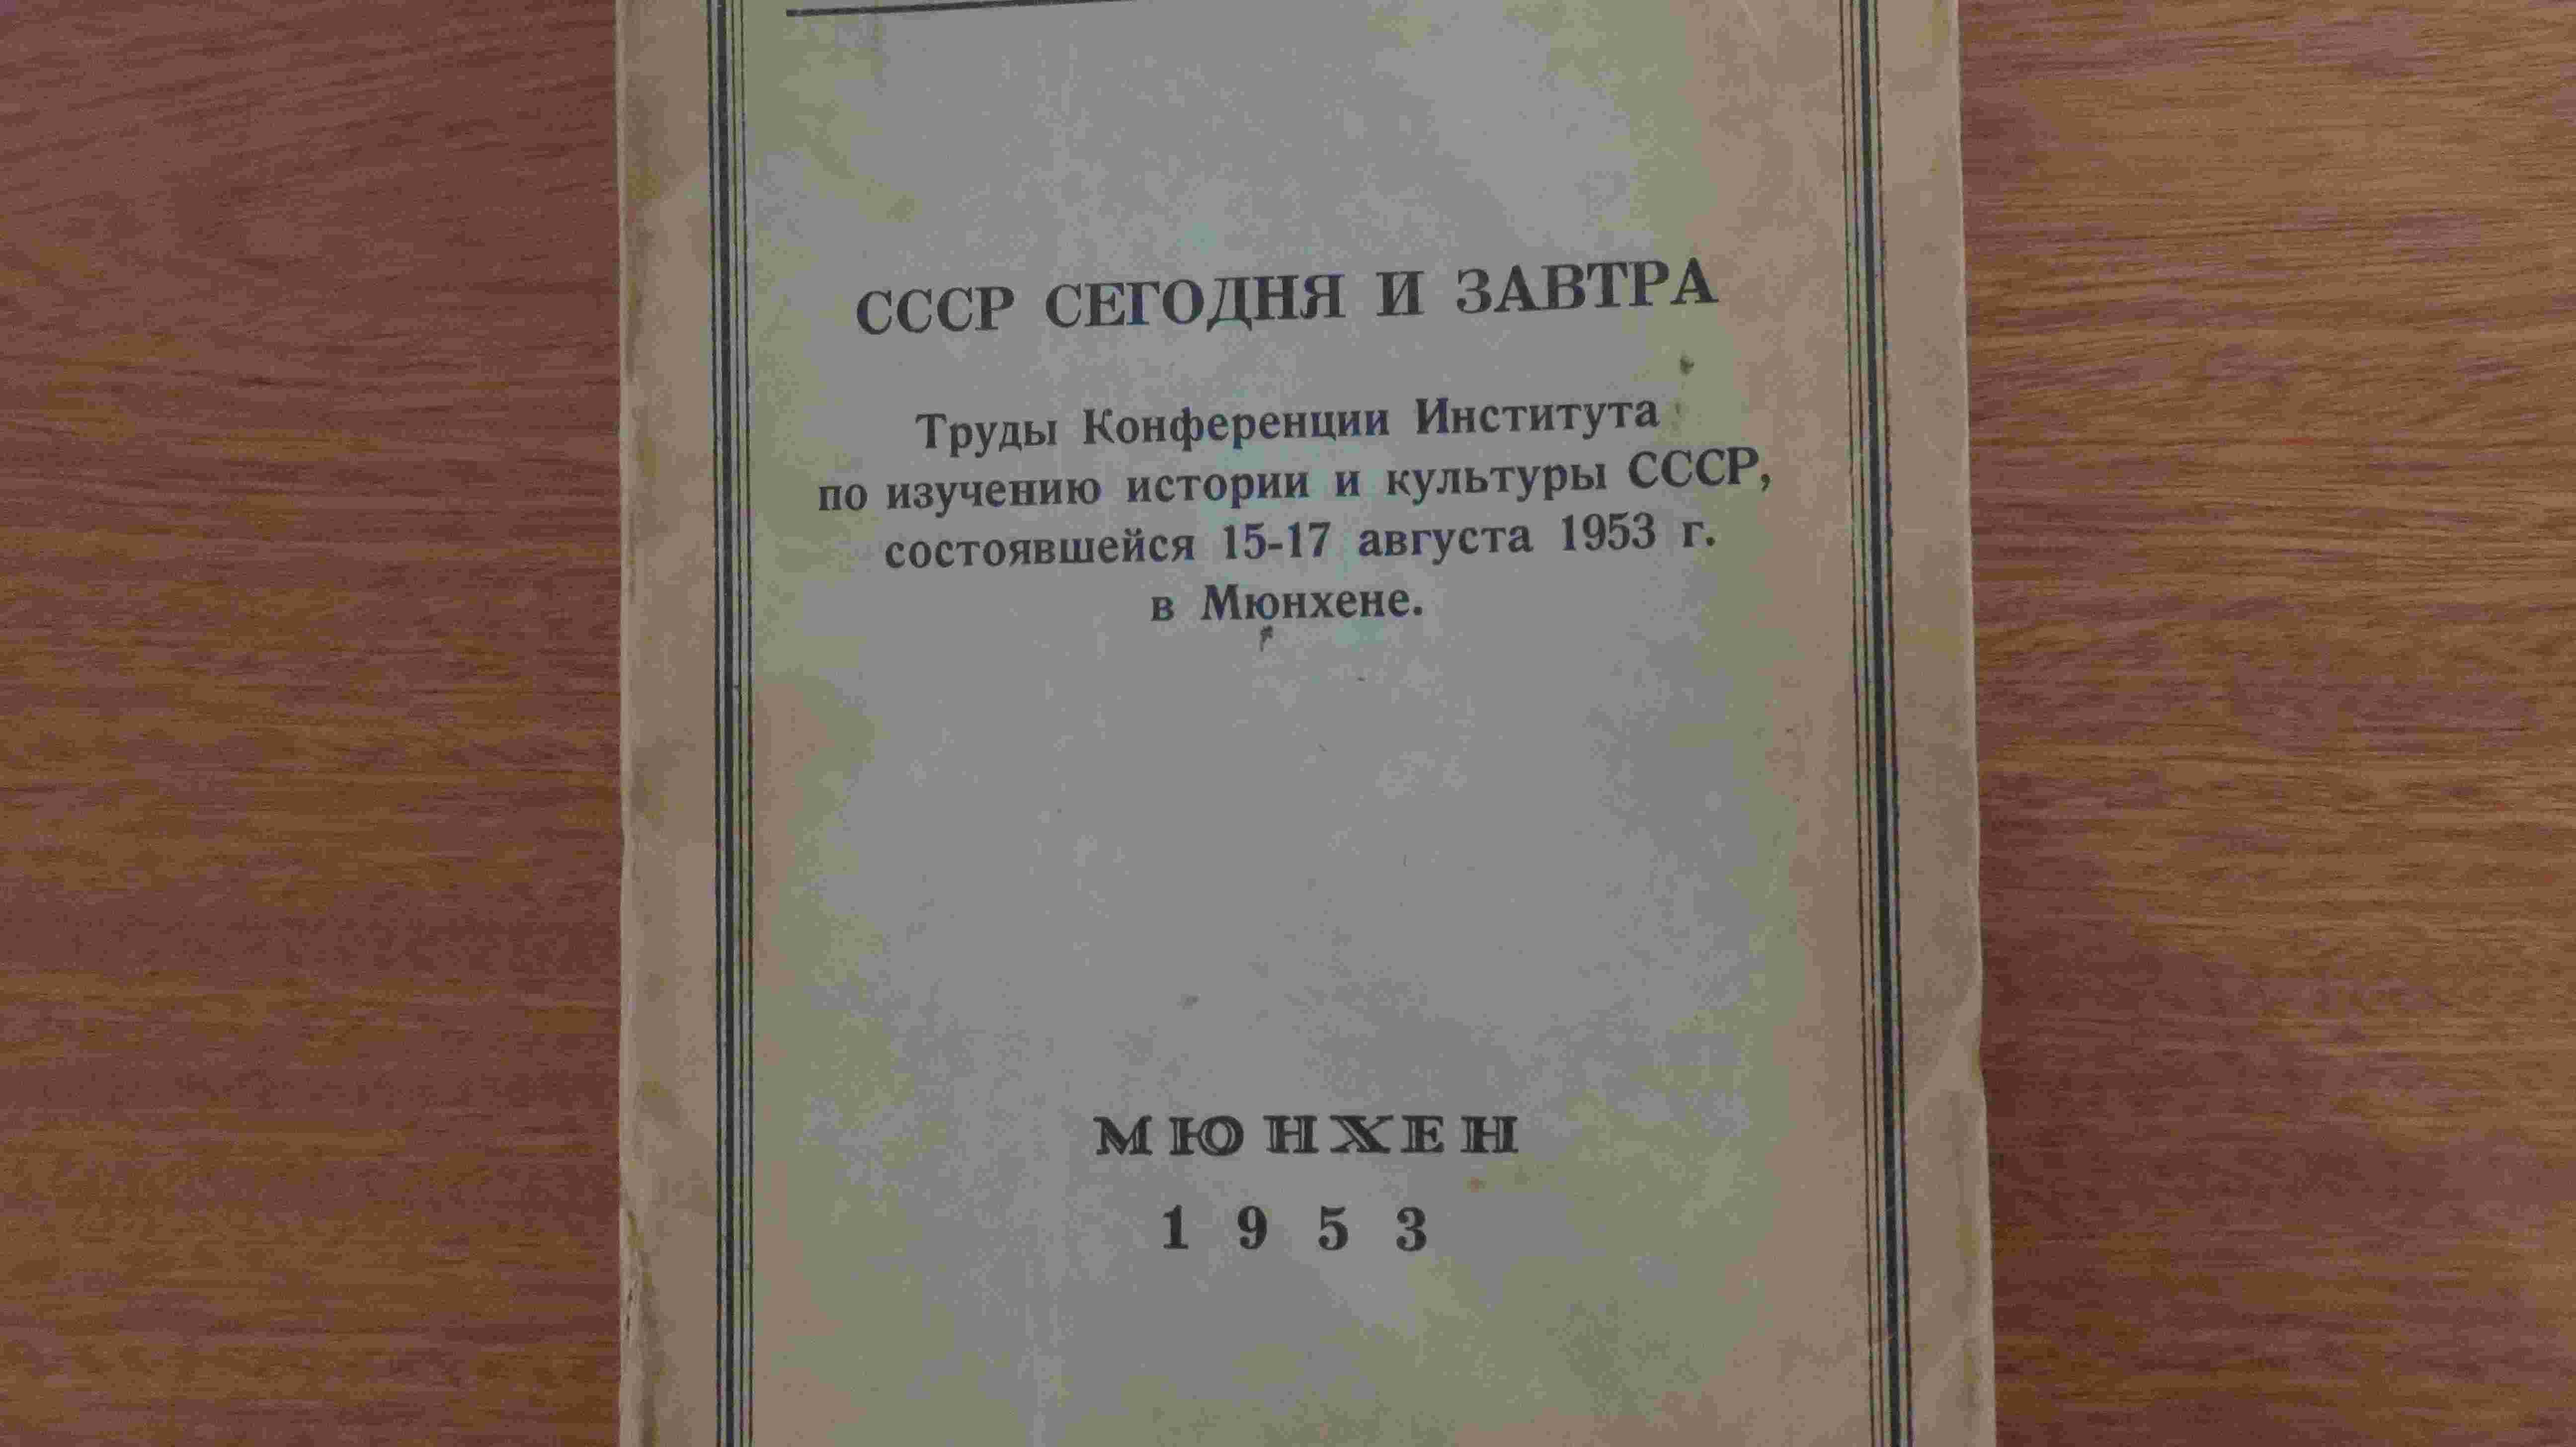 СССР СЕГОДНЯ И ЗАВТРА
Труды Конференции Института
по изучению истории и культуры СССР,
состоявшейся 15-17 августа 1953 г.
в Мюнхене.
МЮНХЕН
1953